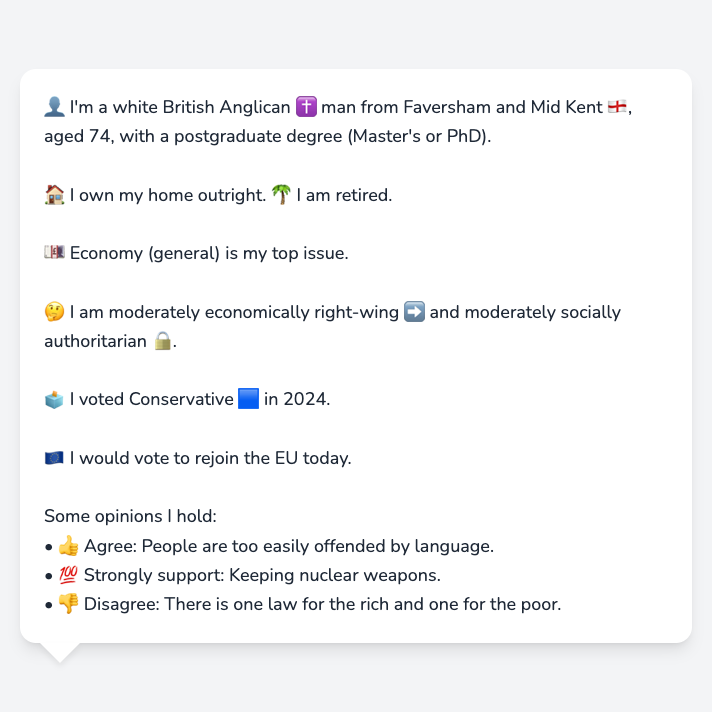 👤 I'm a white British Anglican ✝️ man from Faversham and Mid Kent 🏴󠁧󠁢󠁥󠁮󠁧󠁿,
aged 74, with a postgraduate degree (Master's or PhD).
🏠 I own my home outright. 🌴 I am retired.
💷 Economy (general) is my top issue.
🤔 I am moderately economically right-wing ➡️ and moderately socially
authoritarian 🔒.
🗳️ I voted Conservative 🟦 in 2024.
🇪🇺 I would vote to rejoin the EU today.
Some opinions I hold:
• 👍 Agree: People are too easily offended by language.
• 💯 Strongly support: Keeping nuclear weapons.
• 👎 Disagree: There is one law for the rich and one for the poor.